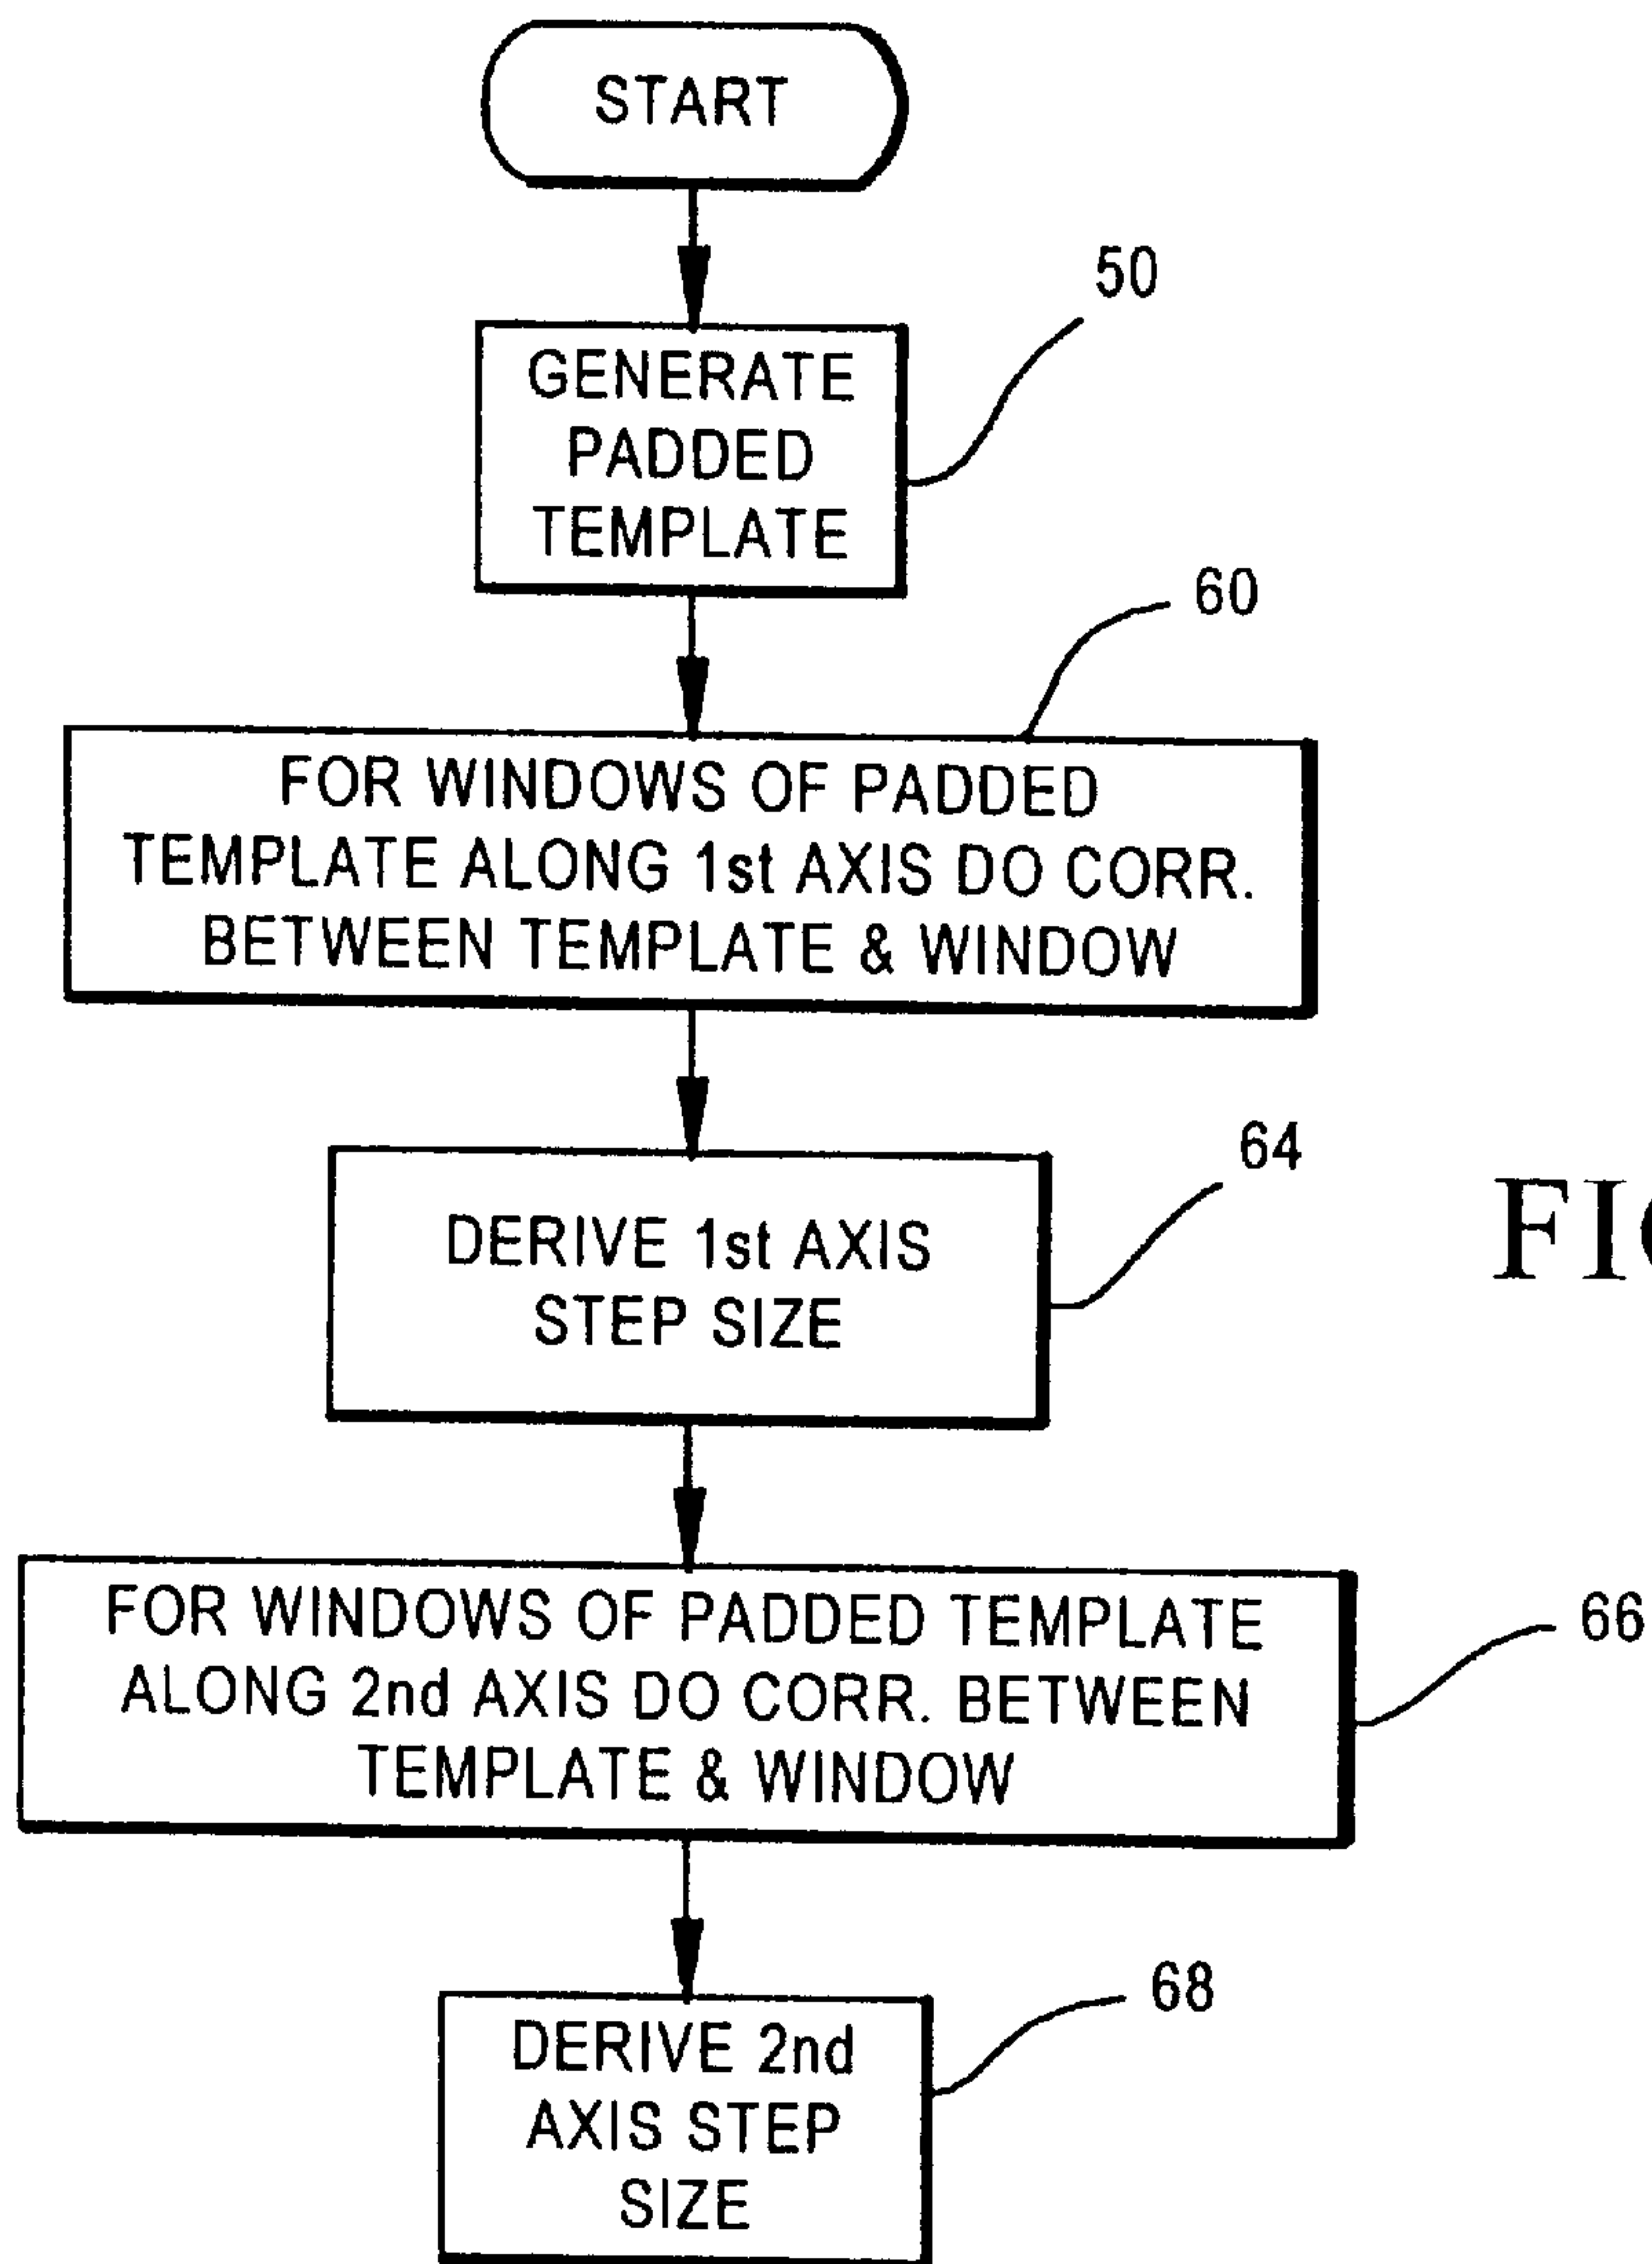 START
50
GENERATE
PADDED
TEMPLATE
60
FOR WINDOWS OF PADDED
TEMPLATE ALONG 1st AXIS DO CORR.
BETWEEN TEMPLATE & WINDOW
64
DERIVE 1st AXIS
STEP SIZE
66
FOR WINDOWS OF PADDED TEMPLATE
ALONG 2nd AXIS DO CORR. BETWEEN
TEMPLATE & WINDOW
68
DERIVE 2nd
AXIS STEP
SIZE